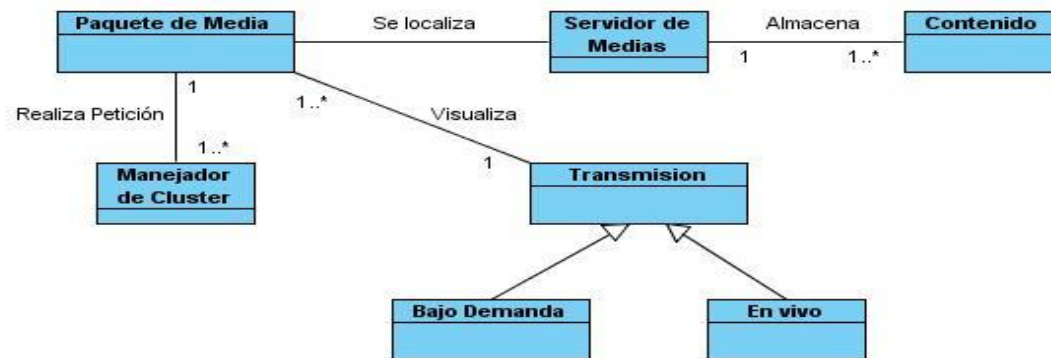 Paquete de Media
Se localiza
Servidor de
Medias
Almacena
Contenido
1
1..*
1
1..*
Realiza Petición
Visualiza
1..*
1
Manejador
de Cluster
Transmision
Bajo Demanda
En vivo